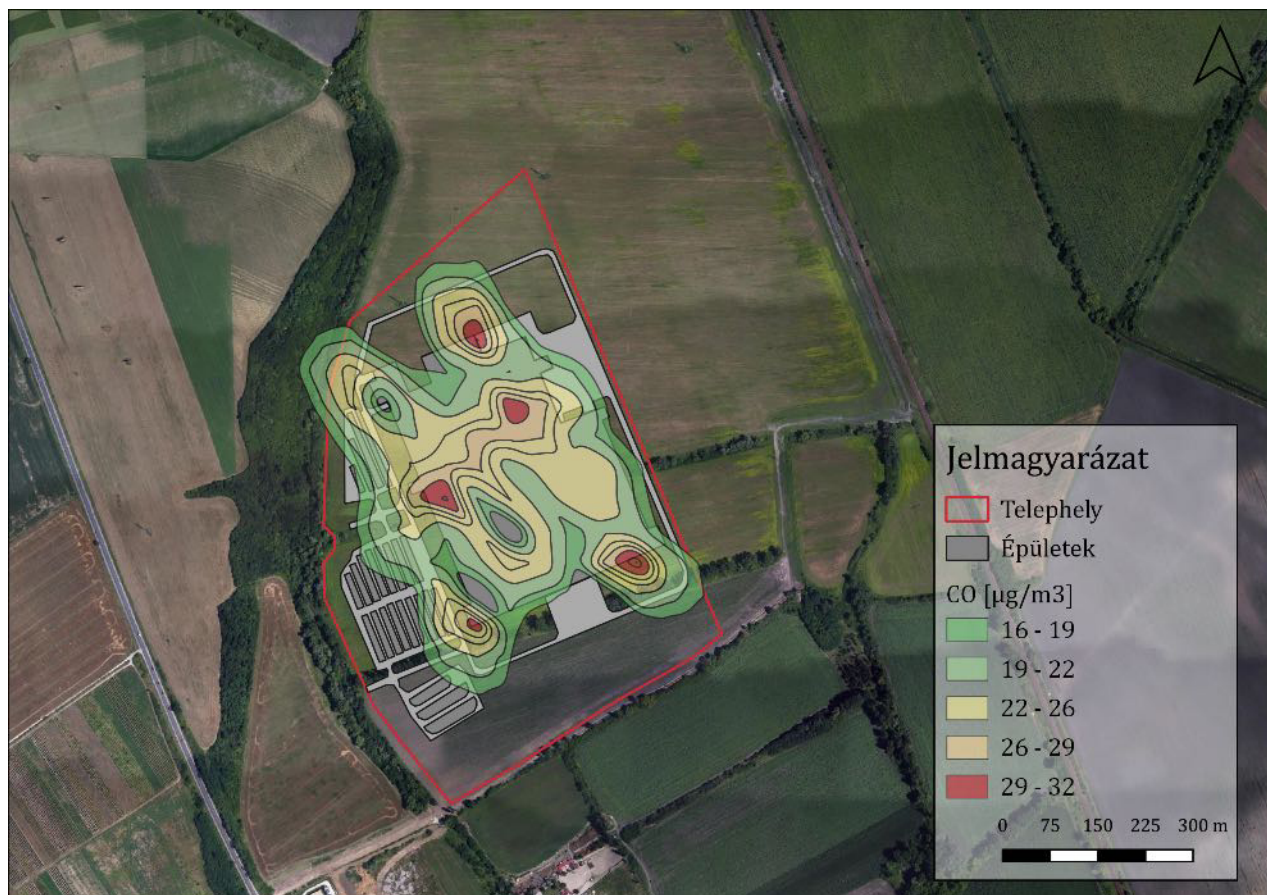 Jelmagyarázat
Telephely
Épületek
CO [µg/m3]
16 - 19
19 - 22
22 - 26
26 - 29
29 - 32
0 75 150 225 300 m